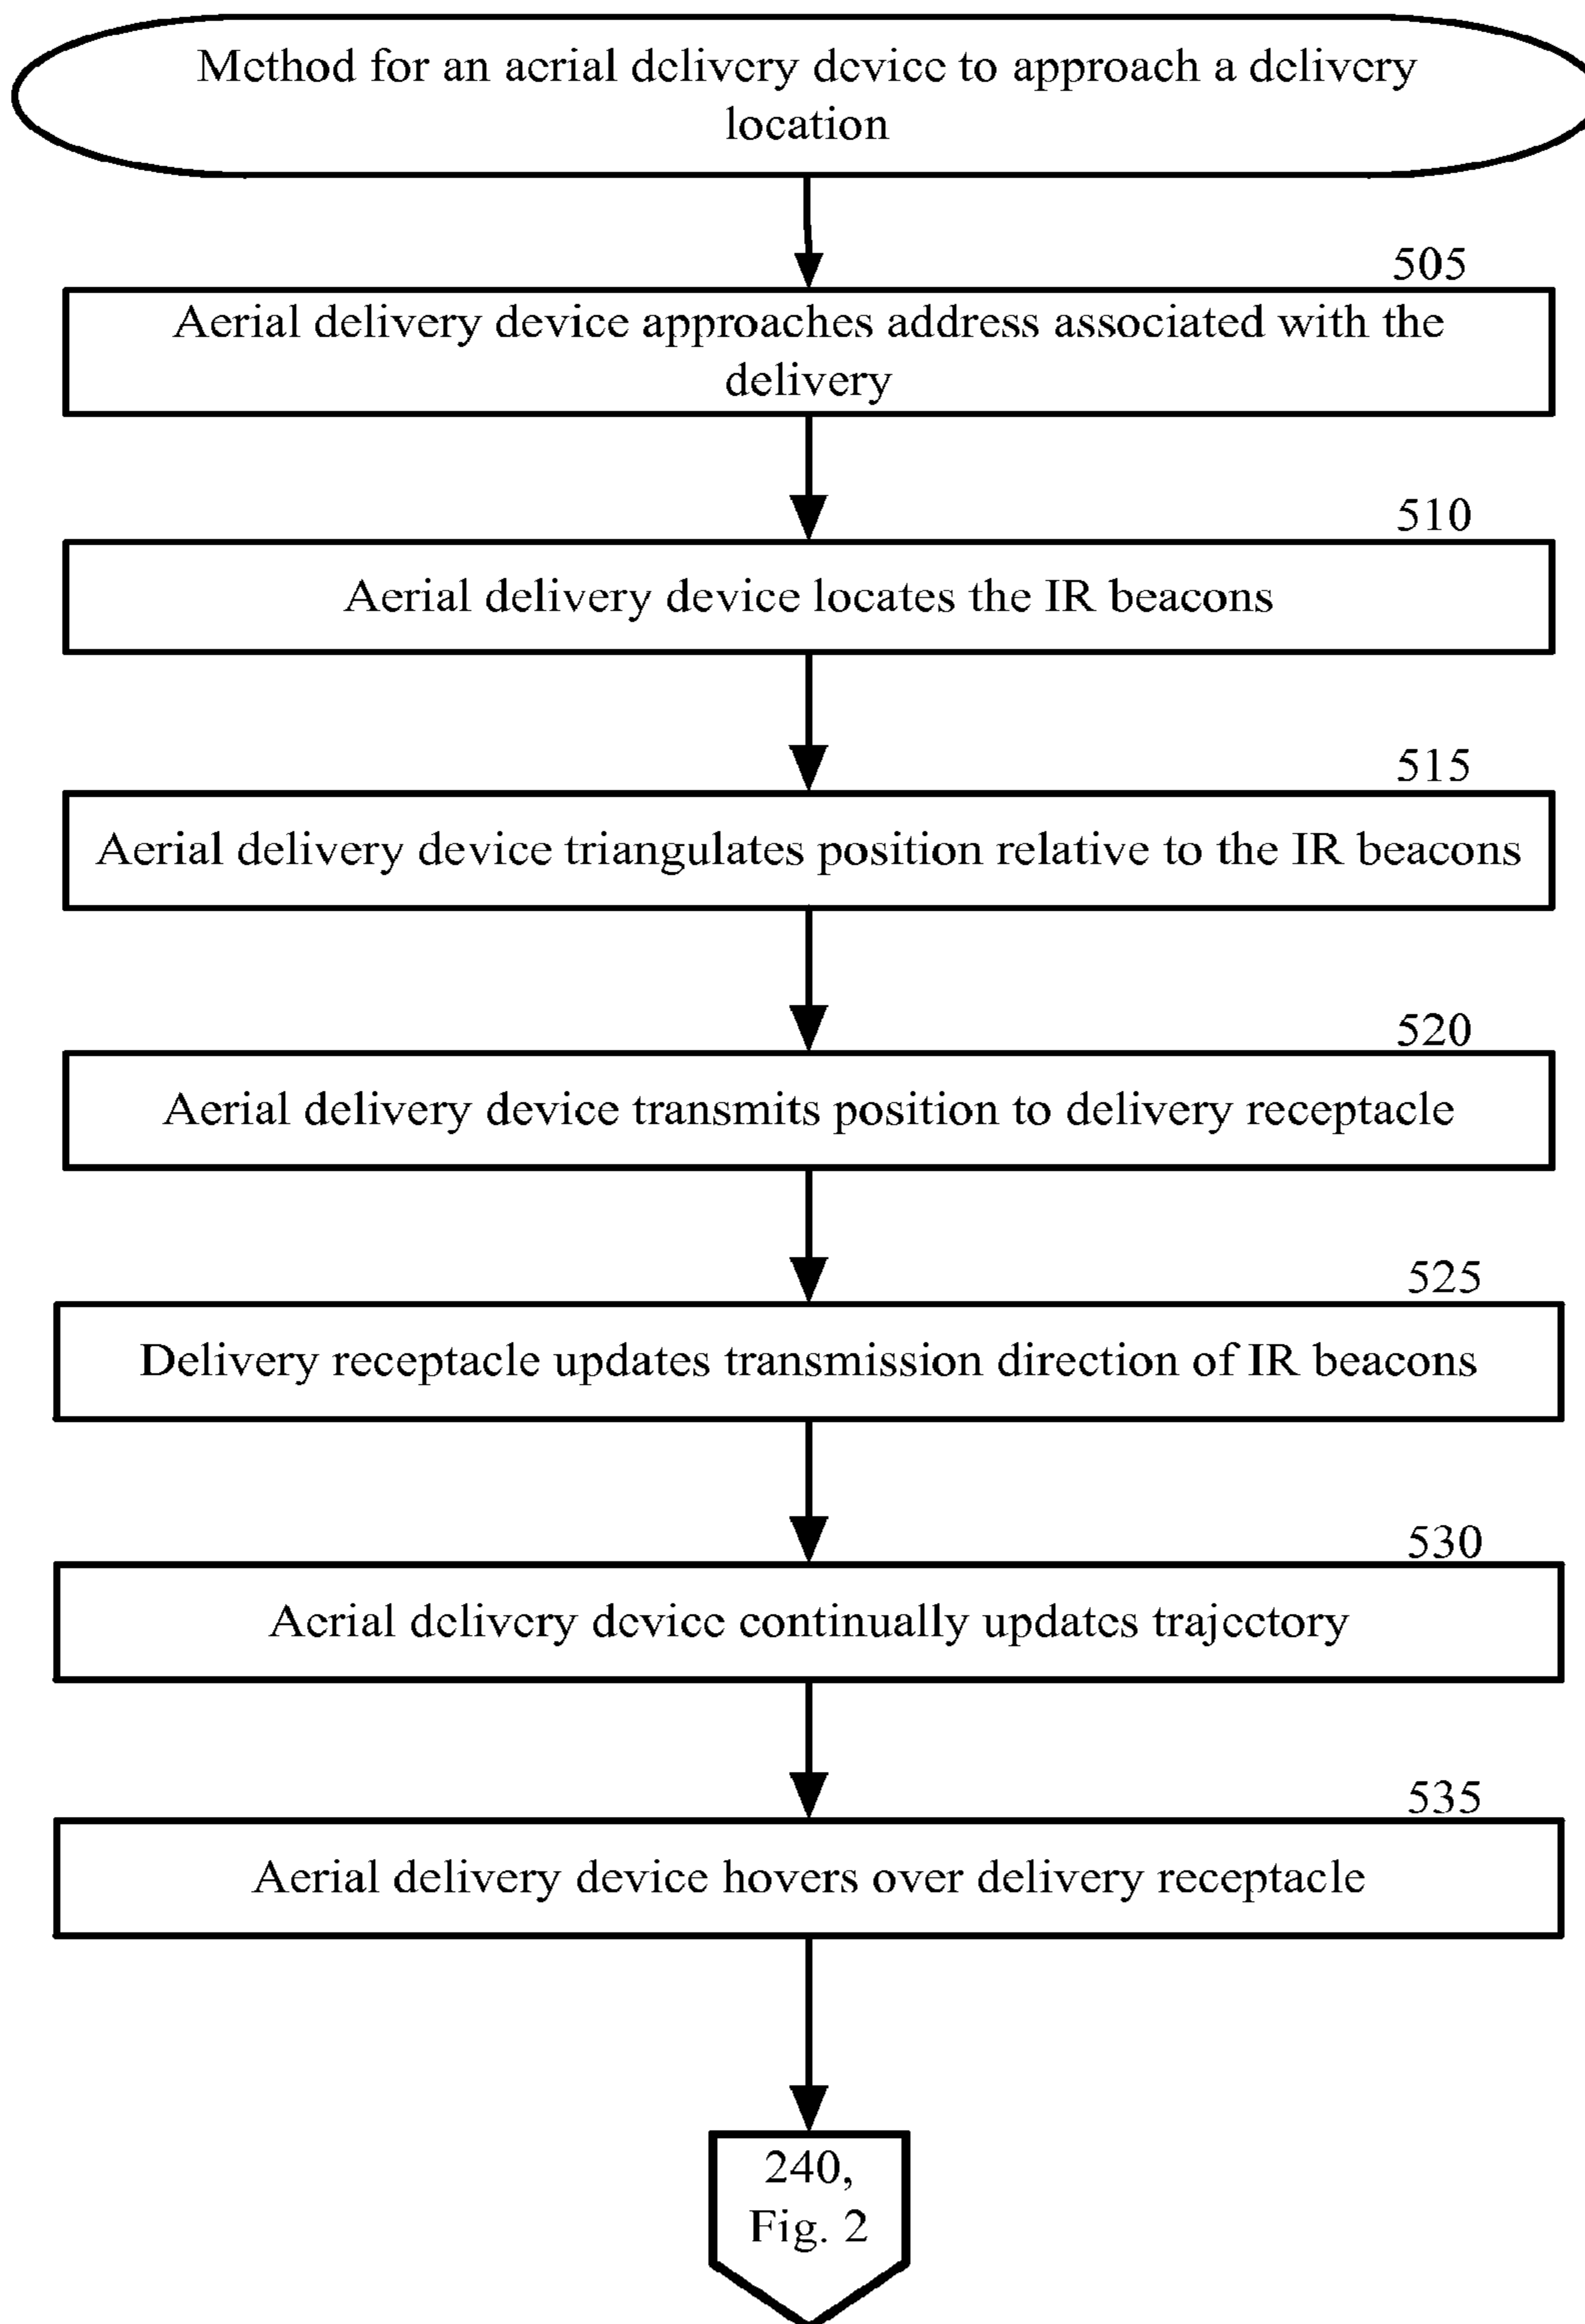 Method for an aerial delivery device to approach a delivery
location
505
Aerial delivery device approaches address associated with the
delivery
510
Aerial delivery device locates the IR beacons
515
Aerial delivery device triangulates position relative to the IR beacons
520
Aerial delivery device transmits position to delivery receptacle
525
Delivery receptacle updates transmission direction of IR beacons
530
Aerial delivery device continually updates trajectory
535
Aerial delivery device hovers over delivery receptacle
240,
Fig. 2